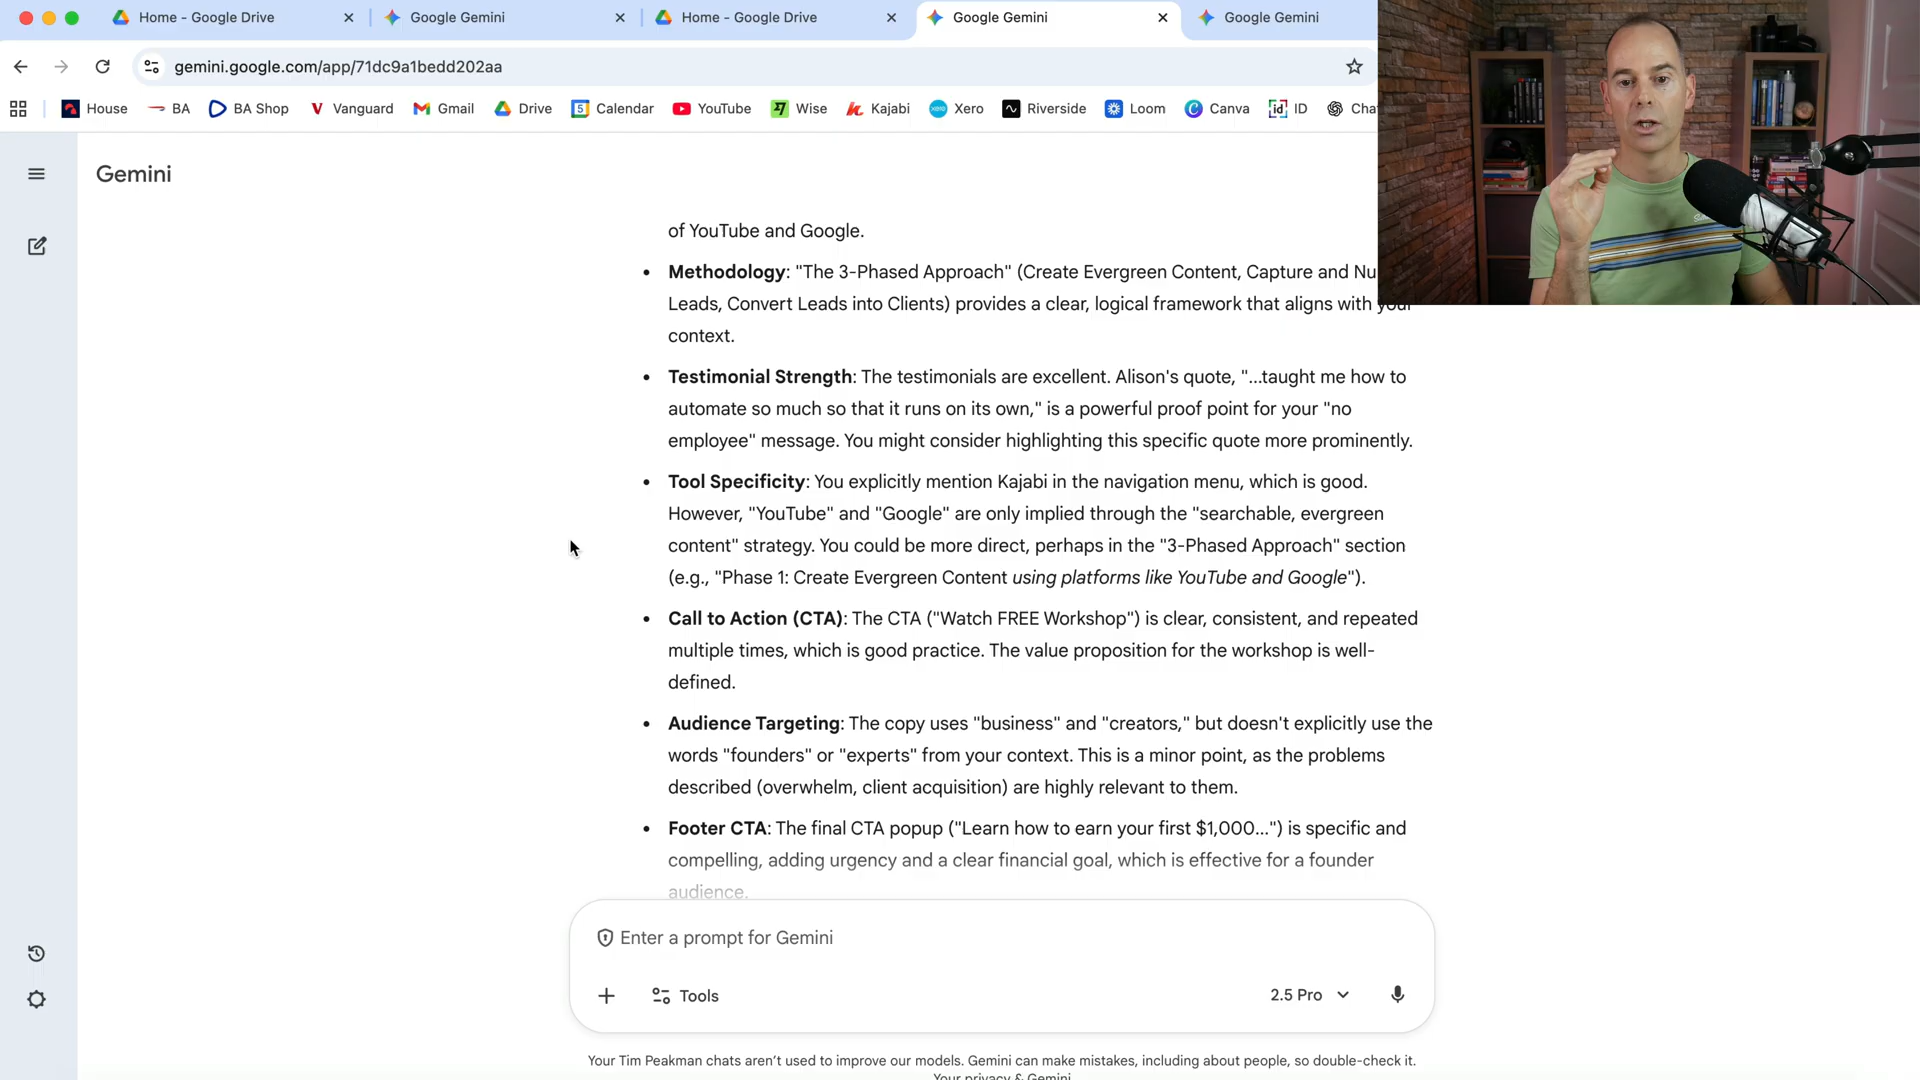 Home - Google Drive
Google Gemini
Home - Google Drive
Google Gemini
Google Gemini
gemini.google.com/app/71dc9a1bedd202aa
House
BA
BA Shop
Vanguard
Gmail
Drive
Calendar
YouTube
Wise
Kajabi
Xero
Riverside
Loom
Canva
ID
Cha
Gemini
of YouTube and Google.
• Methodology: "The 3-Phased Approach" (Create Evergreen Content, Capture and Nu
Leads, Convert Leads into Clients) provides a clear, logical framework that aligns with your
context.
• Testimonial Strength: The testimonials are excellent. Alison's quote, "...taught me how to
automate so much so that it runs on its own," is a powerful proof point for your "no
employee" message. You might consider highlighting this specific quote more prominently.
• Tool Specificity: You explicitly mention Kajabi in the navigation menu, which is good.
However, "YouTube" and "Google" are only implied through the "searchable, evergreen
content" strategy. You could be more direct, perhaps in the "3-Phased Approach" section
(e.g., "Phase 1: Create Evergreen Content using platforms like YouTube and Google").
• Call to Action (CTA): The CTA ("Watch FREE Workshop") is clear, consistent, and repeated
multiple times, which is good practice. The value proposition for the workshop is well-
defined.
• Audience Targeting: The copy uses "business" and "creators," but doesn't explicitly use the
words "founders" or "experts" from your context. This is a minor point, as the problems
described (overwhelm, client acquisition) are highly relevant to them.
• Footer CTA: The final CTA popup ("Learn how to earn your first $1,000...") is specific and
compelling, adding urgency and a clear financial goal, which is effective for a founder
audience.
Enter a prompt for Gemini
Tools
2.5 Pro
Your Tim Peakman chats aren't used to improve our models. Gemini can make mistakes, including about people, so double-check it.
Your privacy & Gemini